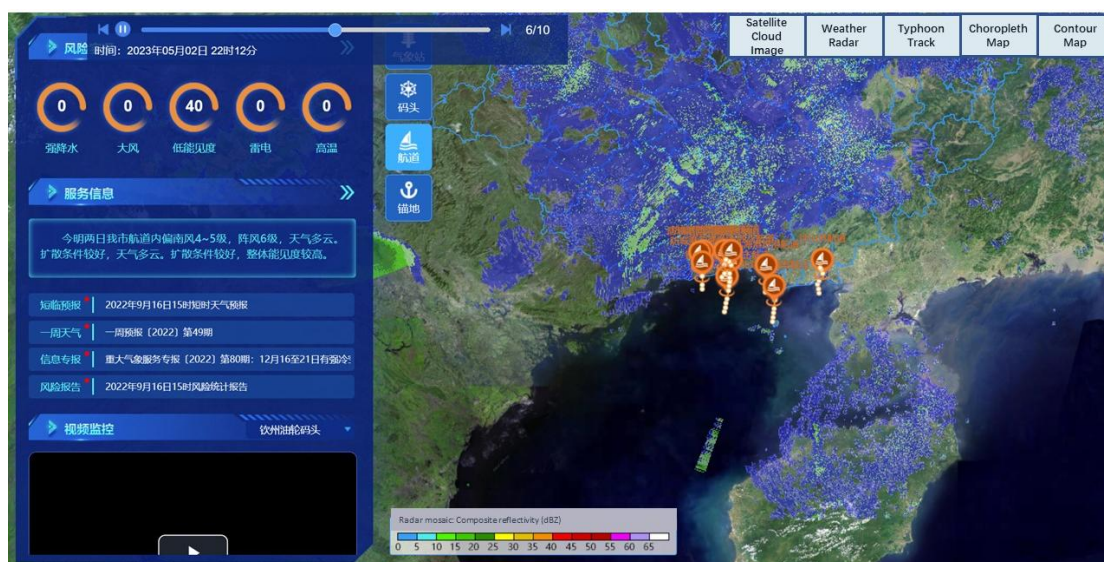 6/10
时间：2023年05月02日 22时12分
风险
0
0
40
0
0
强降水
大风
低能见度
雷电
高温
服务信息
今明两日我市航道内偏南风4~5级，阵风6级，天气多云。
扩散条件较好，天气多云。扩散条件较好，整体能见度较高。
短临预报
2022年9月16日15时短时天气预报
一周天气
一周预报〔2022〕第49期
信息专报
重大气象服务专报〔2022〕第80期：12月16至21日有强冷
风险报告
2022年9月16日15时风险统计报告
视频监控
钦州油轮码头
气象站
码头
航道
锚地
Satellite
Cloud
Image
Weather
Radar
Typhoon
Track
Choropleth
Map
Contour
Map
Radar mosaic: Composite reflectivity (dBZ)
0 5 10 15 20 25 30 35 40 45 50 55 60 65